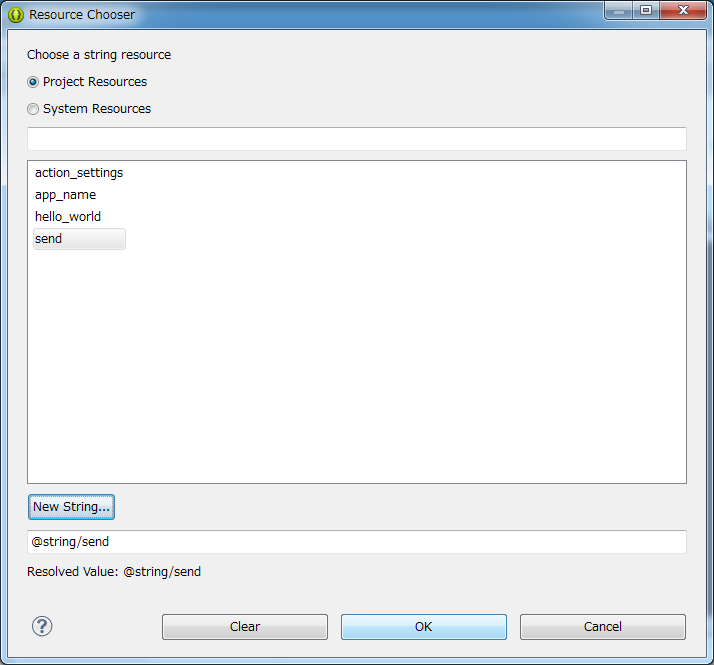 Resource Chooser
Choose a string resource
Project Resources
System Resources
action_settings
app_name
hello_world
send
New String...
@string/send
Resolved Value: @string/send
? Clear OK Cancel